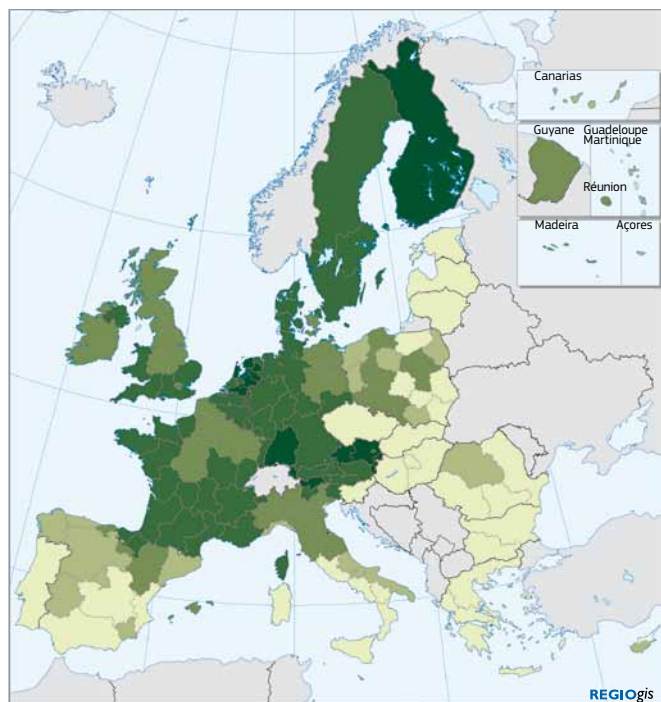 Canarias
Guyane
Guadeloupe
Martinique
Réunion
Madeira
Açores
REGIOgis